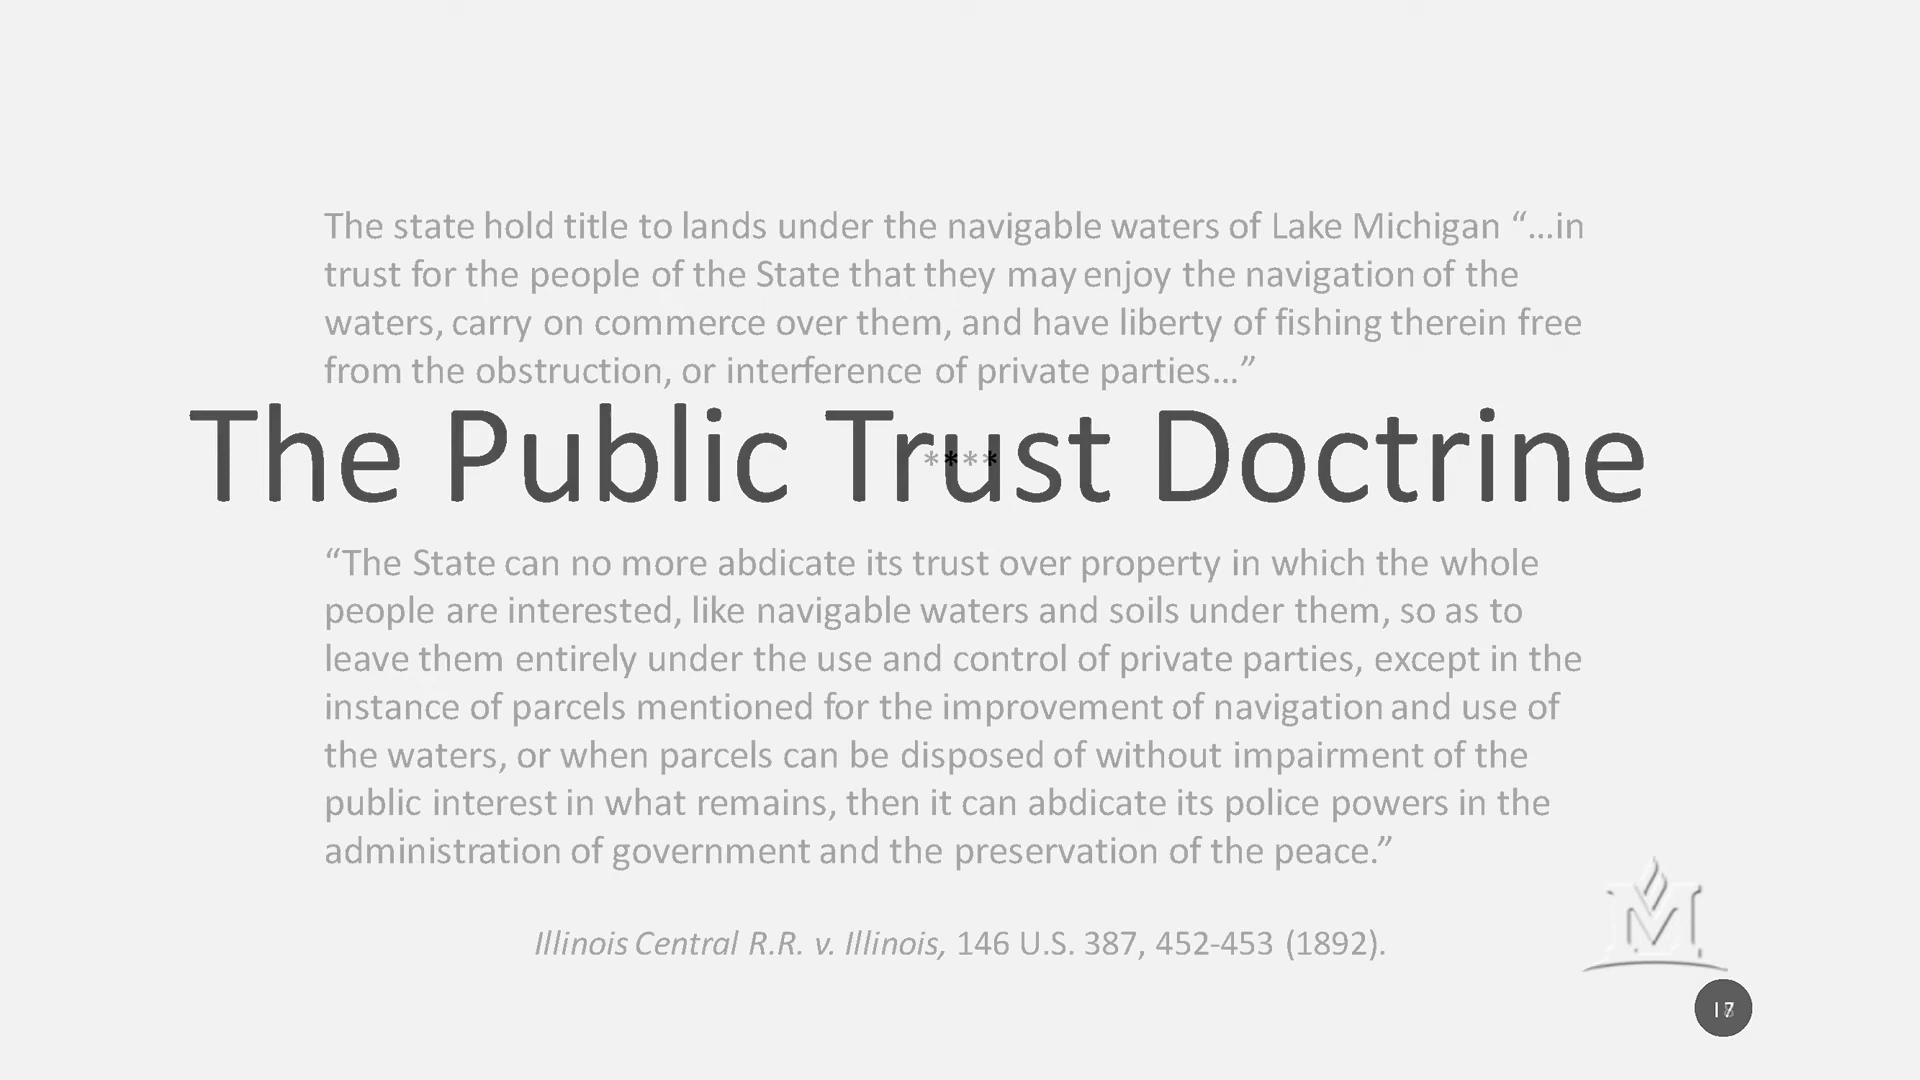 The state hold title to lands under the navigable waters of Lake Michigan “…in
trust for the people of the State that they may enjoy the navigation of the
waters, carry on commerce over them, and have liberty of fishing therein free
from the obstruction, or interference of private parties…”
The Public Trust Doctrine
****
“The State can no more abdicate its trust over property in which the whole
people are interested, like navigable waters and soils under them, so as to
leave them entirely under the use and control of private parties, except in the
instance of parcels mentioned for the improvement of navigation and use of
the waters, or when parcels can be disposed of without impairment of the
public interest in what remains, then it can abdicate its police powers in the
administration of government and the preservation of the peace.”
Illinois Central R.R. v. Illinois, 146 U.S. 387, 452-453 (1892).
M